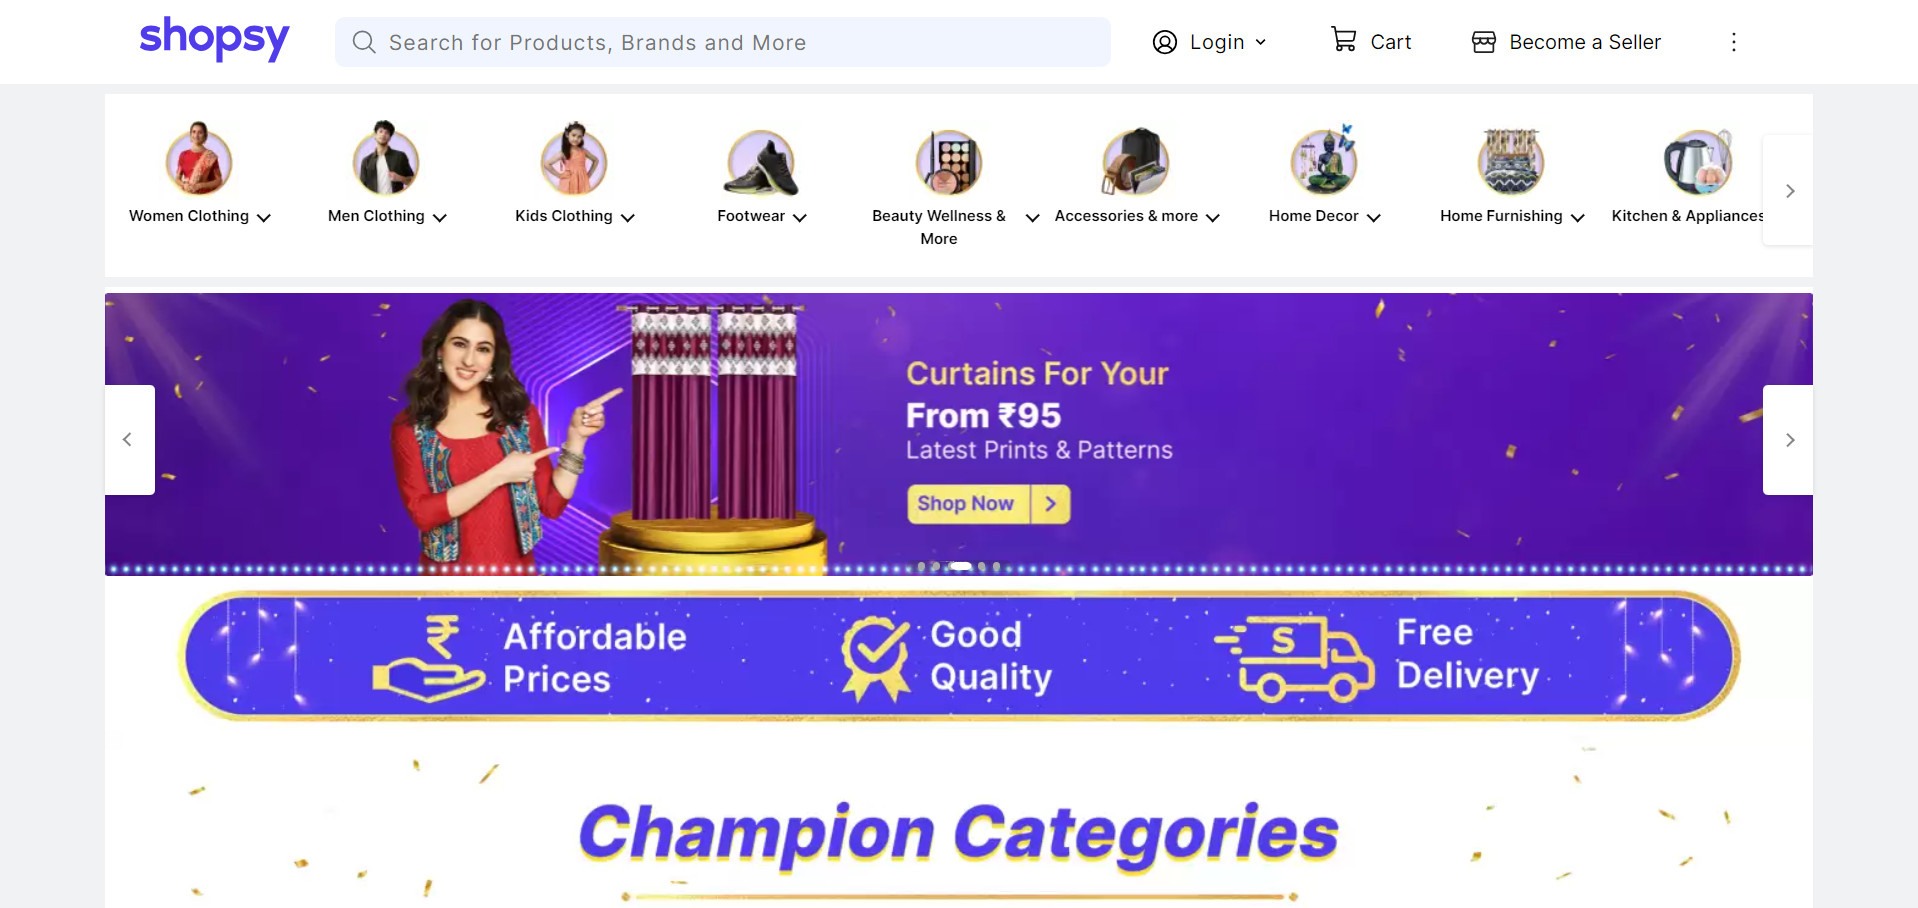 shopsy
Search for Products, Brands and More
Login
Cart
Become a Seller
Women Clothing
Men Clothing
Kids Clothing
Footwear
Beauty Wellness &
More
Accessories & more
Home Decor
Home Furnishing
Kitchen & Appliances
Curtains For Your
From ₹95
Latest Prints & Patterns
Shop Now
₹
Affordable
Prices
Good
Quality
S
Free
Delivery
Champion Categories